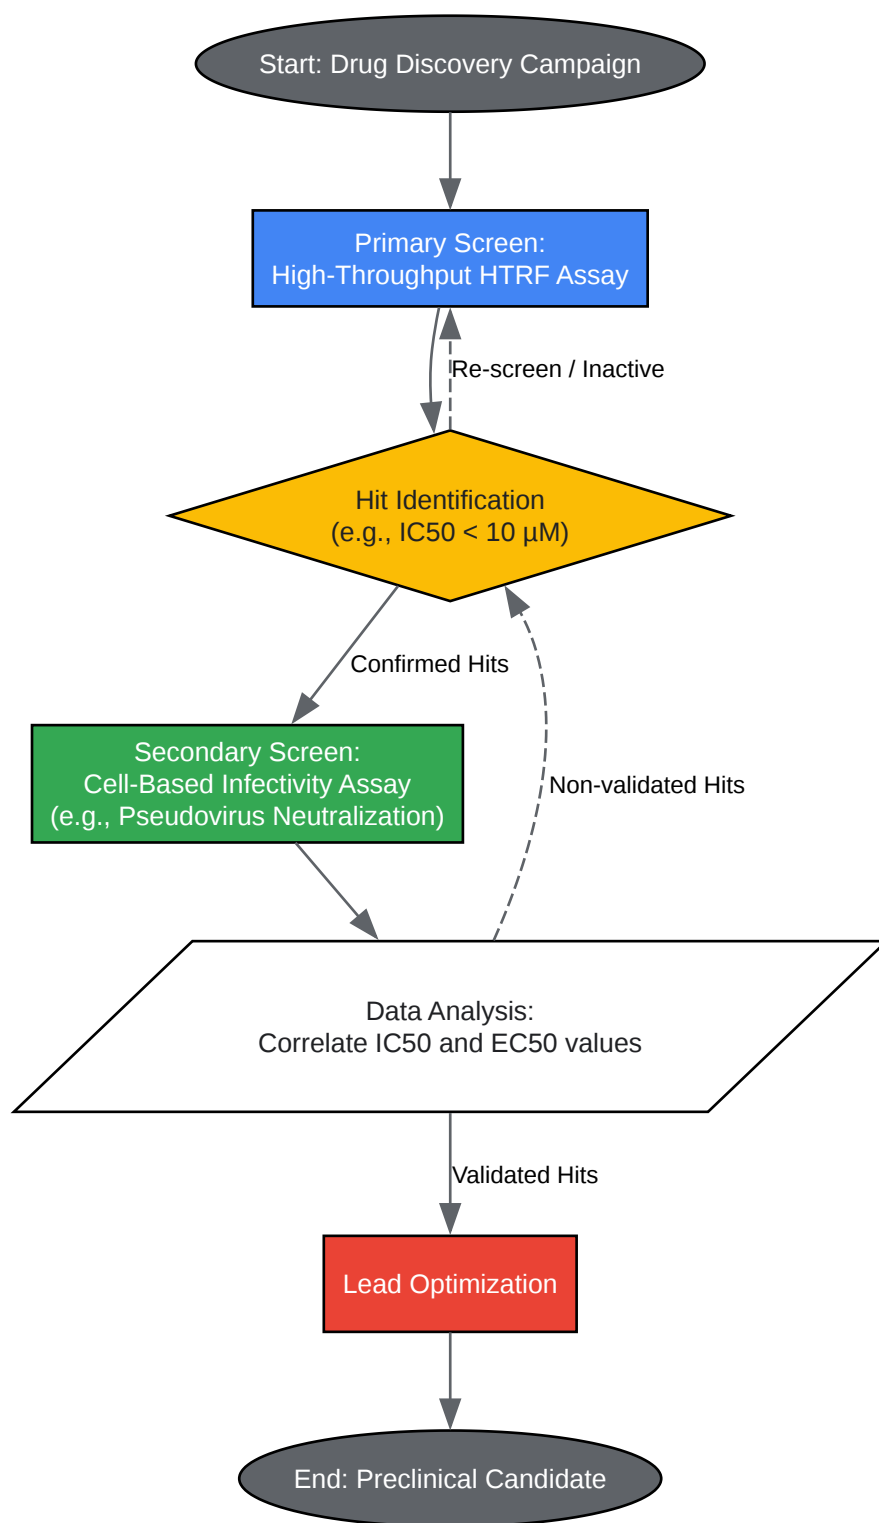 Start: Drug Discovery Campaign
Primary Screen:
High-Throughput HTRF Assay
Re-screen / Inactive
Hit Identification
(e.g., IC50 < 10 µM)
Confirmed Hits
Secondary Screen:
Cell-Based Infectivity Assay
(e.g., Pseudovirus Neutralization)
Non-validated Hits
Data Analysis:
Correlate IC50 and EC50 values
Validated Hits
Lead Optimization
End: Preclinical Candidate